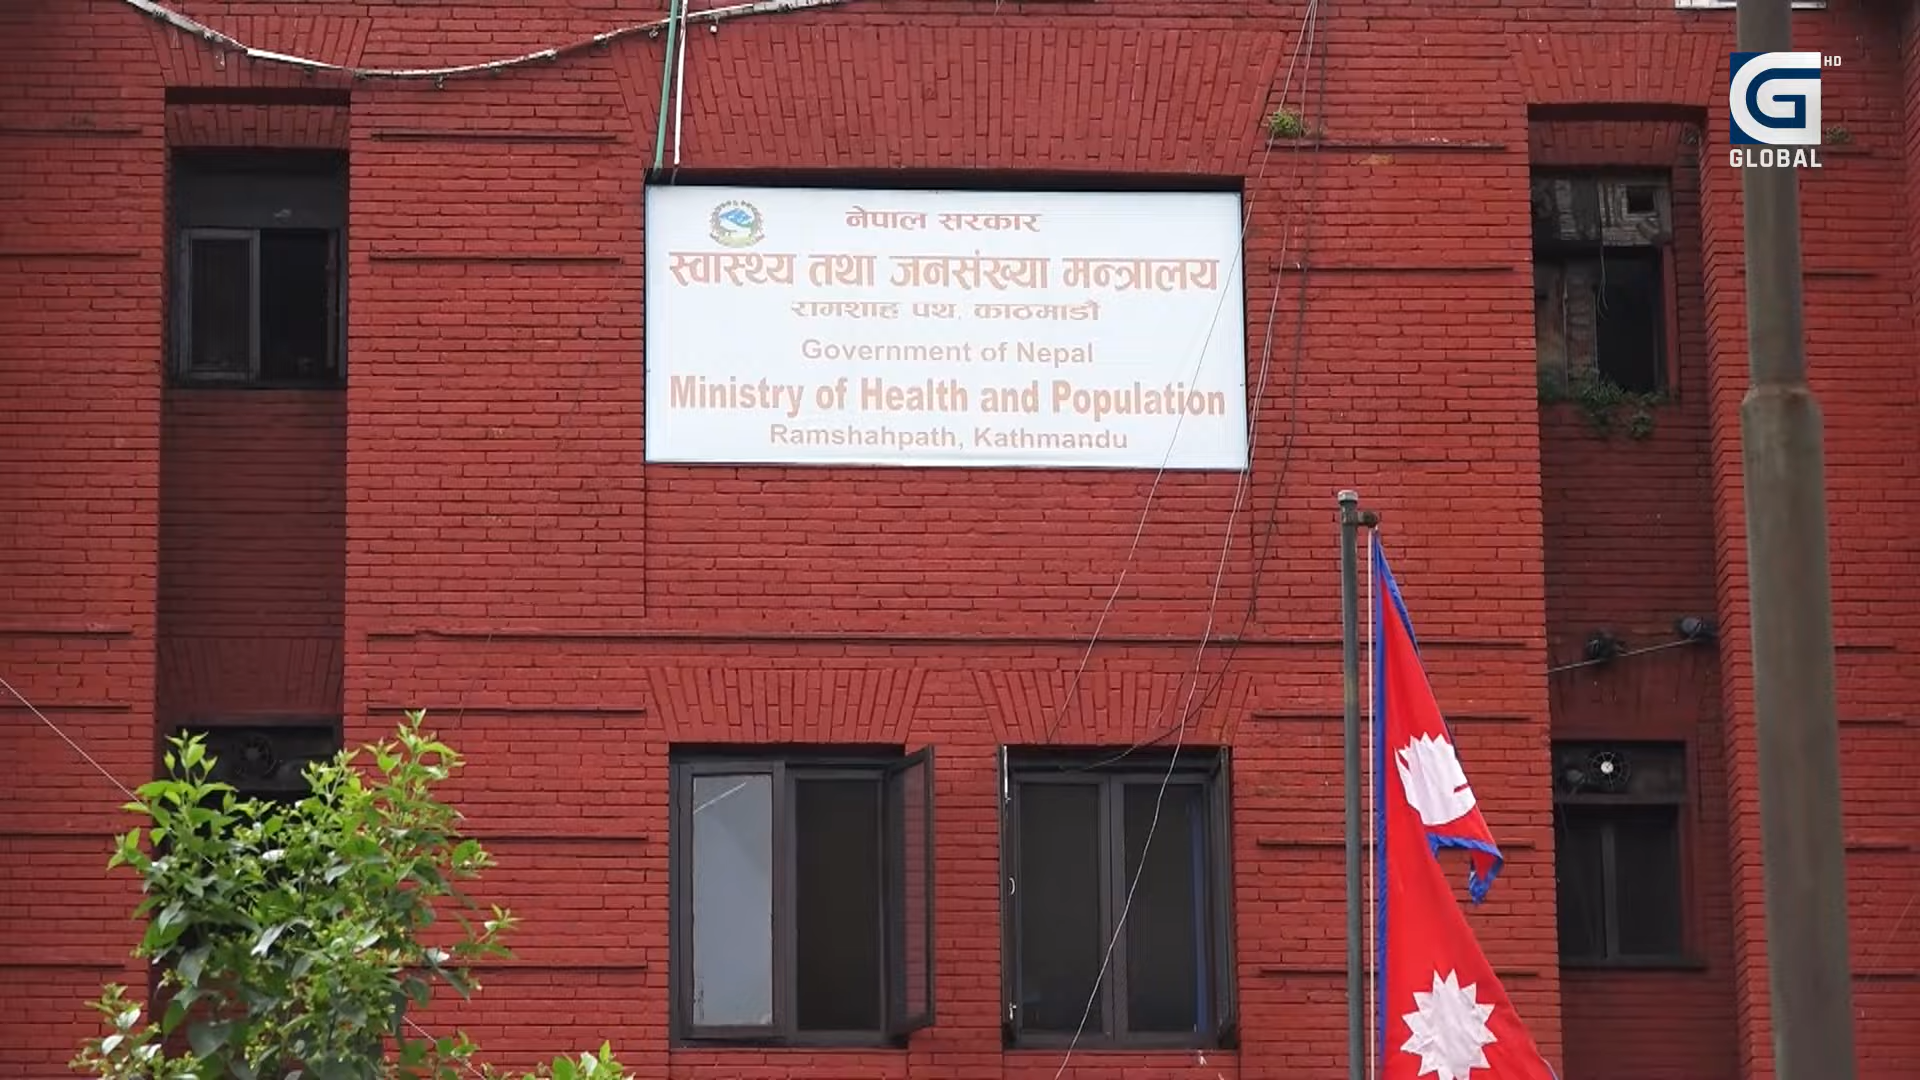 नेपाल सरकार
स्वास्थ्य तथा जनसंख्या मन्त्रालय
रामशाह पथ, काठमाडौं
Government of Nepal
Ministry of Health and Population
Ramshahpath, Kathmandu
G HD
GLOBAL